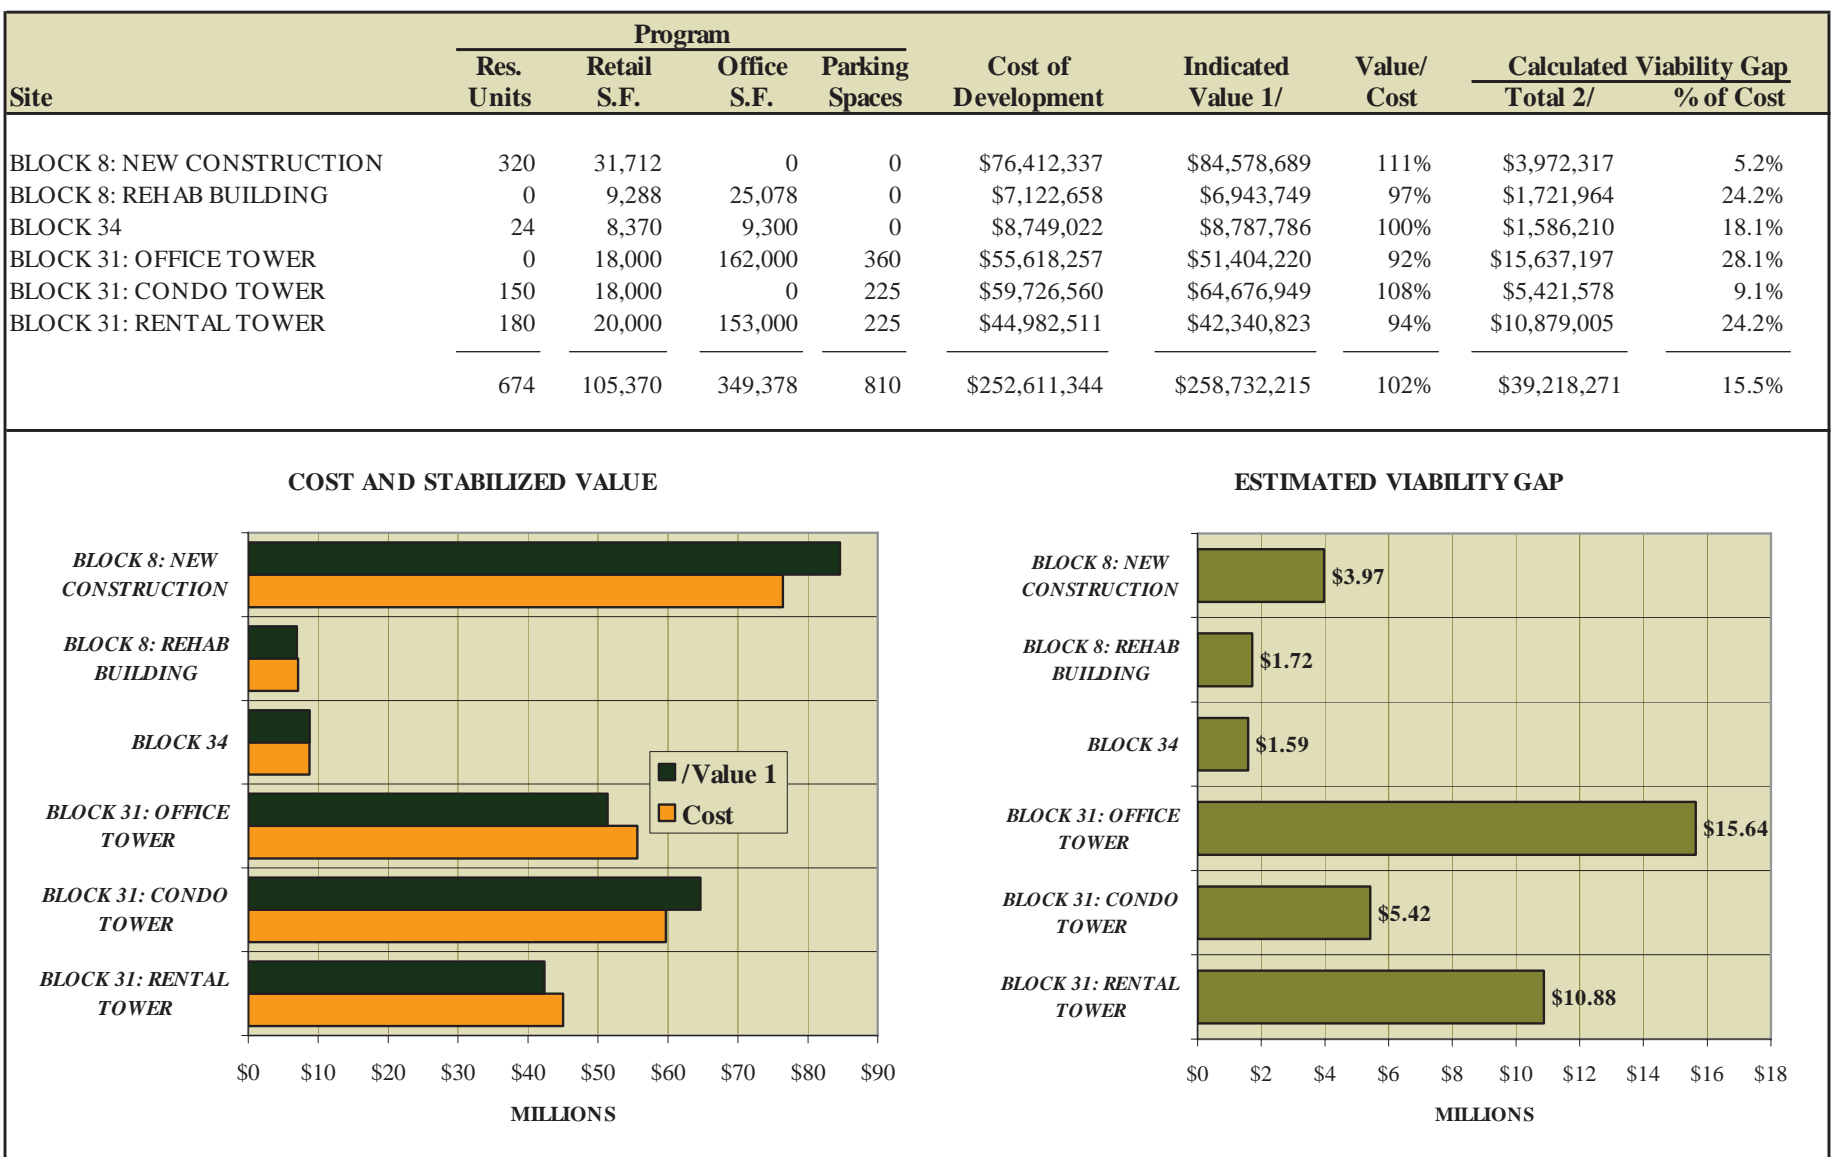 Program
Res. Retail Office Parking Cost of Indicated Value/ Calculated Viability Gap
Site Units S.F. S.F. Spaces Development Value 1/ Cost Total 2/ % of Cost
BLOCK 8: NEW CONSTRUCTION 320 31,712 0 0 $76,412,337 $84,578,689 111% $3,972,317 5.2%
BLOCK 8: REHAB BUILDING 0 9,288 25,078 0 $7,122,658 $6,943,749 97% $1,721,964 24.2%
BLOCK 34 24 8,370 9,300 0 $8,749,022 $8,787,786 100% $1,586,210 18.1%
BLOCK 31: OFFICE TOWER 0 18,000 162,000 360 $55,618,257 $51,404,220 92% $15,637,197 28.1%
BLOCK 31: CONDO TOWER 150 18,000 0 225 $59,726,560 $64,676,949 108% $5,421,578 9.1%
BLOCK 31: RENTAL TOWER 180 20,000 153,000 225 $44,982,511 $42,340,823 94% $10,879,005 24.2%
674 105,370 349,378 810 $252,611,344 $258,732,215 102% $39,218,271 15.5%
COST AND STABILIZED VALUE
BLOCK 8: NEW
CONSTRUCTION
BLOCK 8: REHAB
BUILDING
BLOCK 34
BLOCK 31: OFFICE
TOWER
BLOCK 31: CONDO
TOWER
BLOCK 31: RENTAL
TOWER
/Value 1
Cost
$0 $10 $20 $30 $40 $50 $60 $70 $80 $90
MILLIONS
ESTIMATED VIABILITY GAP
BLOCK 8: NEW
CONSTRUCTION
$3.97
BLOCK 8: REHAB
BUILDING
$1.72
BLOCK 34
$1.59
BLOCK 31: OFFICE
TOWER
$15.64
BLOCK 31: CONDO
TOWER
$5.42
BLOCK 31: RENTAL
TOWER
$10.88
$0 $2 $4 $6 $8 $10 $12 $14 $16 $18
MILLIONS